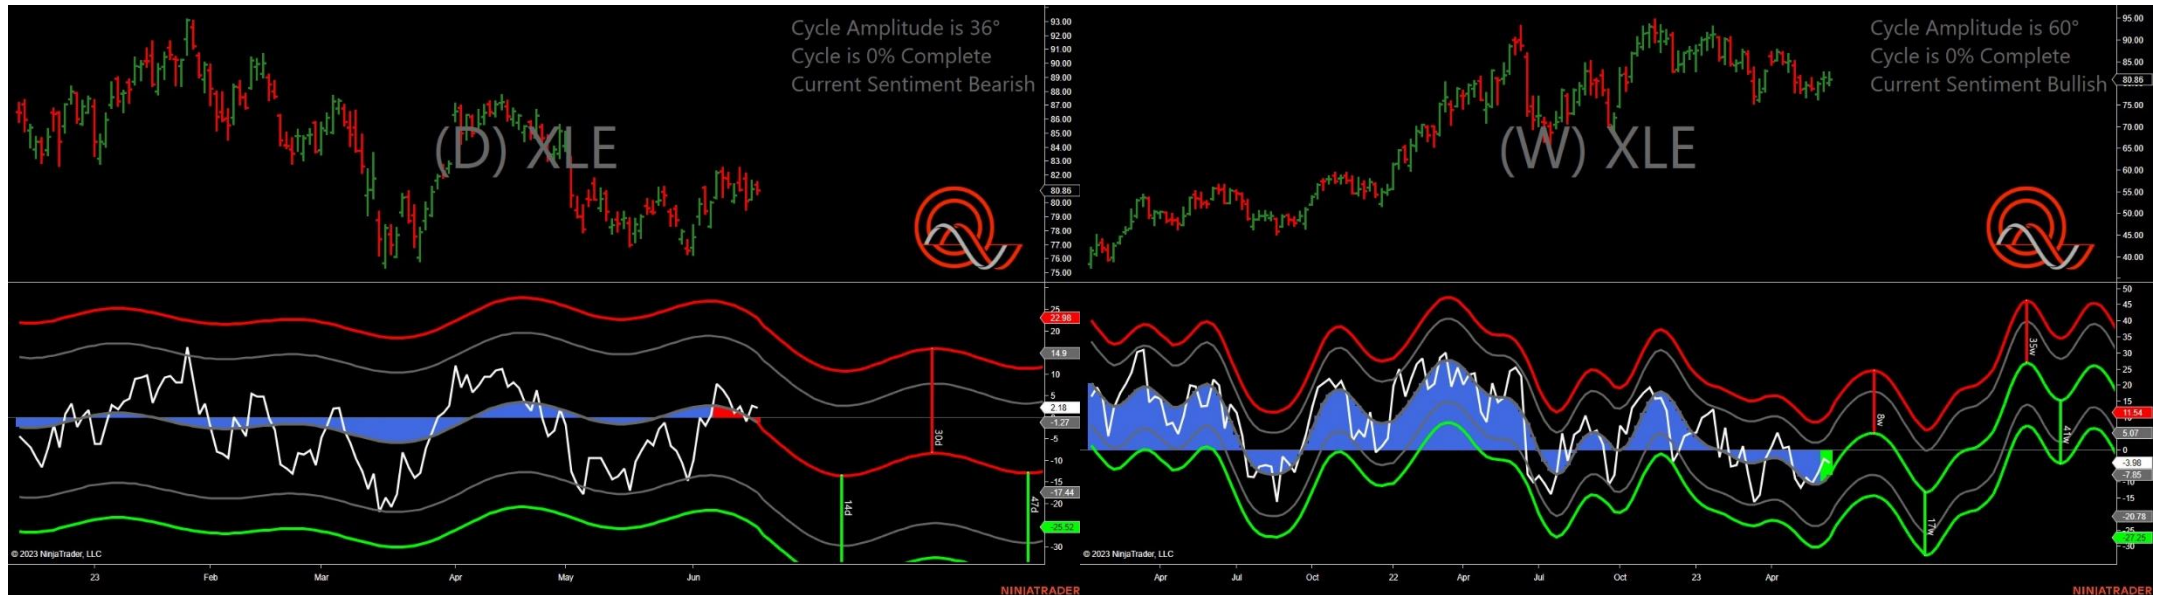 Cycle Amplitude is 36°
Cycle is 0% Complete
Current Sentiment Bearish
(D) XLE
93.00
92.00
91.00
90.00
89.00
88.00
87.00
86.00
85.00
84.00
83.00
82.00
80.86
80.00
79.00
78.00
77.00
76.00
75.00
25
22.98
20
14.9
10
5
2.18
-1.27
-5
-10
-15
-17.44
-20
-25.52
-30
14d
30d
47d
© 2023 NinjaTrader, LLC
23
Feb
Mar
Apr
May
Jun
NINJATRADER
Cycle Amplitude is 60°
Cycle is 0% Complete
Current Sentiment Bullish
(W) XLE
95.00
90.00
85.00
80.86
75.00
70.00
65.00
60.00
55.00
50.00
45.00
40.00
50
45
40
35
30
25
20
15
11.54
5.07
0
-3.98
-7.85
-10
-15
-20.78
-27.25
-30
8w
17w
35w
41w
© 2023 NinjaTrader, LLC
Apr
Jul
Oct
22
Apr
Jul
Oct
23
Apr
NINJATRADER